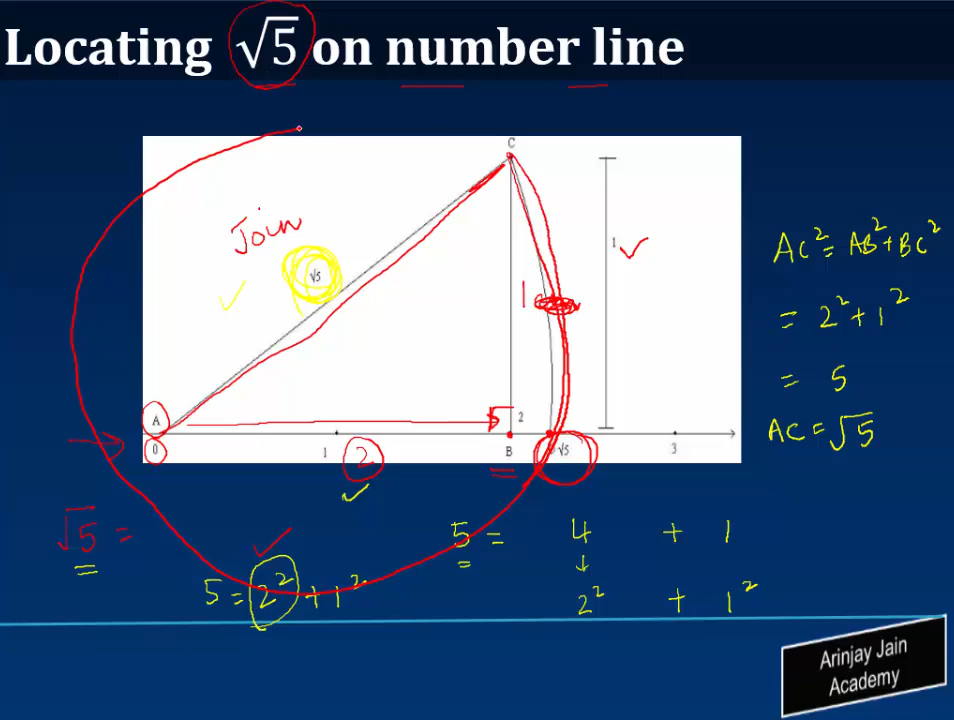 Locating √5 on number line
C
Join
√5
1
1
AC² = AB² + BC²
= 2² + 1²
= 5
AC = √5
A
2
0
1
2
B
√5
3
√5 =
5 = 4 + 1
5 = 2² + 1²
2² + 1²
Arinjay Jain
Academy